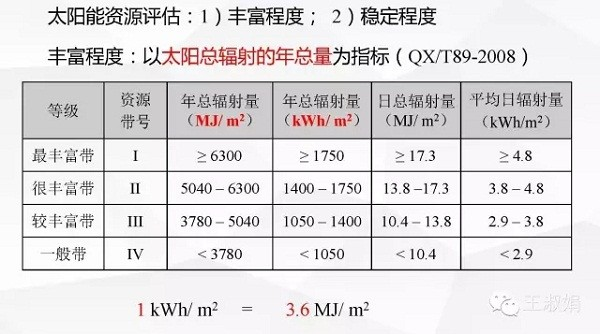 太阳能资源评估：1）丰富程度； 2）稳定程度
丰富程度：以太阳总辐射的年总量为指标（QX/T89-2008）
等级 资源带号 年总辐射量（MJ/ m²） 年总辐射量（kWh/ m²） 日总辐射量（MJ/ m²） 平均日辐射量（kWh/m²）
最丰富带 I ≥ 6300 ≥ 1750 ≥ 17.3 ≥ 4.8
很丰富带 II 5040 – 6300 1400 – 1750 13.8 –17.3 3.8 – 4.8
较丰富带 III 3780 – 5040 1050 – 1400 10.4 – 13.8 2.9 – 3.8
一般带 IV < 3780 < 1050 < 10.4 < 2.9
1 kWh/ m² = 3.6 MJ/ m²
王淑娟